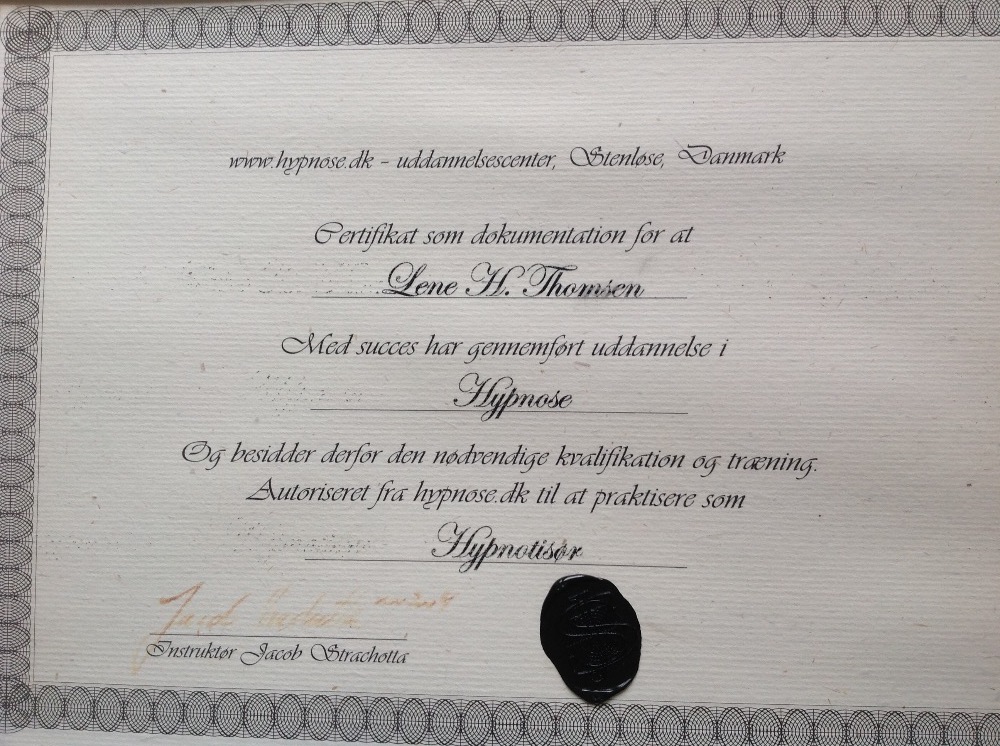 www.hypnose.dk - uddannelsescenter, Stenløse, Danmark
Certifikat som dokumentation for at
Lene H. Thomsen
Med succes har gennemført uddannelse i
Hypnose
Og besidder derfor den nødvendige kvalifikation og træning.
Autoriseret fra hypnose.dk til at praktisere som
Hypnotisør
Instruktør Jacob Strachotta